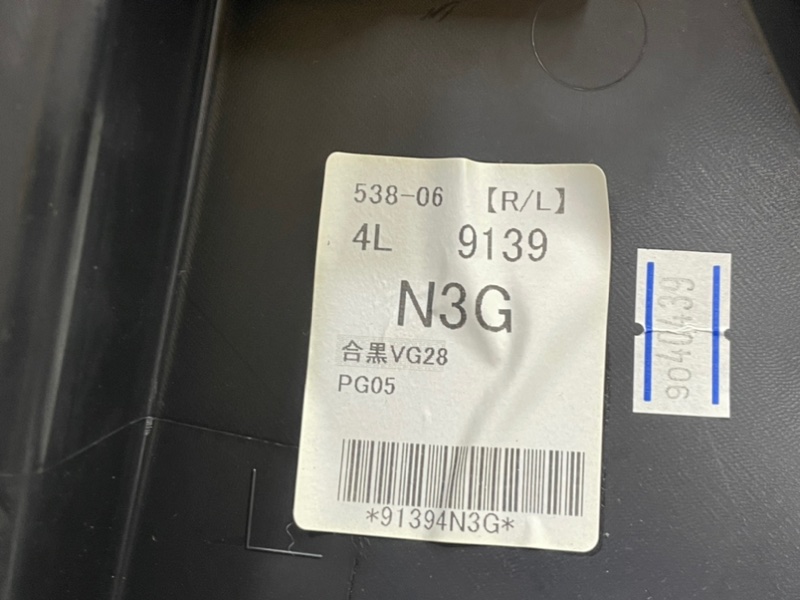 538-06 【R/L】
4L 9139
N3G
合黒VG28
PG05
*91394N3G*
9040439